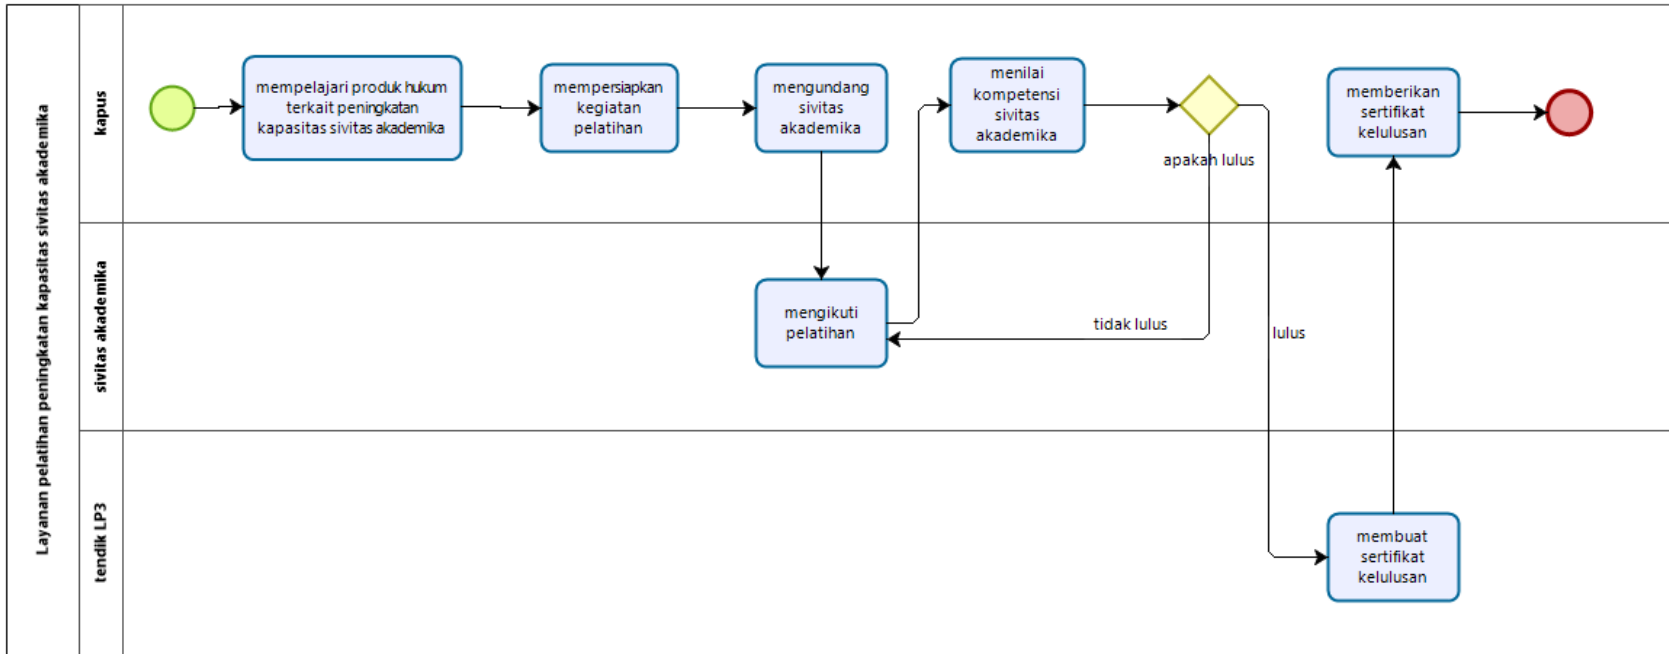 Layanan pelatihan peningkatan kapasitas sivitas akademika
kapus
mempelajari produk hukum
terkait peningkatan
kapasitas sivitas akademika
mempersiapkan
kegiatan
pelatihan
mengundang
sivitas
akademika
menilai
kompetensi
sivitas
akademika
apakah lulus
memberikan
sertifikat
kelulusan
sivitas akademika
mengikuti
pelatihan
tidak lulus
lulus
tendik LP3
membuat
sertifikat
kelulusan